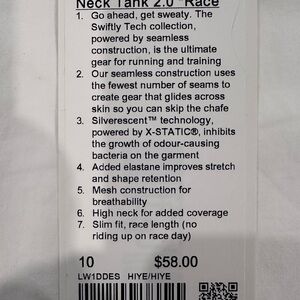 Neck Tank 2.0 *Race
1. Go ahead, get sweaty. The
Swiftly Tech collection,
powered by seamless
construction, is the ultimate
gear for running and training
2. Our seamless construction uses
the fewest number of seams to
create gear that glides across
skin so you can skip the chafe
3. Silverescent™ technology,
powered by X-STATIC®, inhibits
the growth of odour-causing
bacteria on the garment
4. Added elastane improves stretch
and shape retention
5. Mesh construction for
breathability
6. High neck for added coverage
7. Slim fit, race length (no
riding up on race day)
10 $58.00
LW1DDES HIYE/HIYE